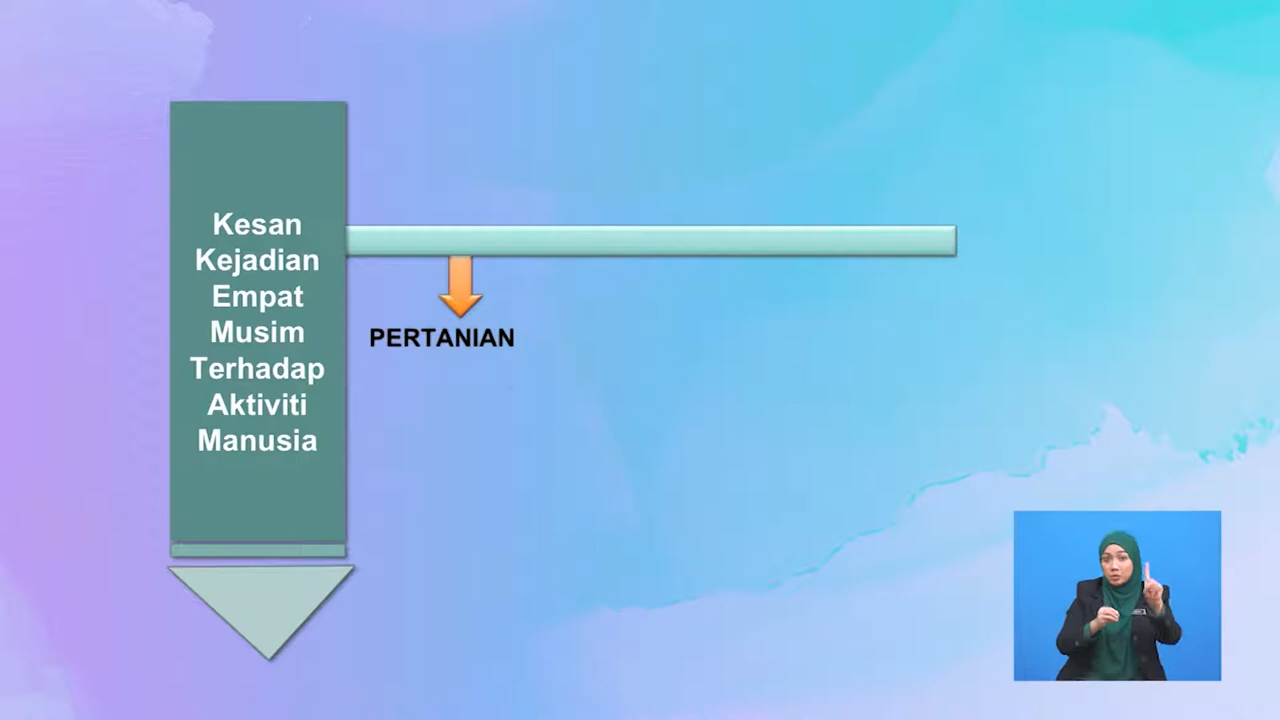 Kesan
Kejadian
Empat
Musim
Terhadap
Aktiviti
Manusia
PERTANIAN